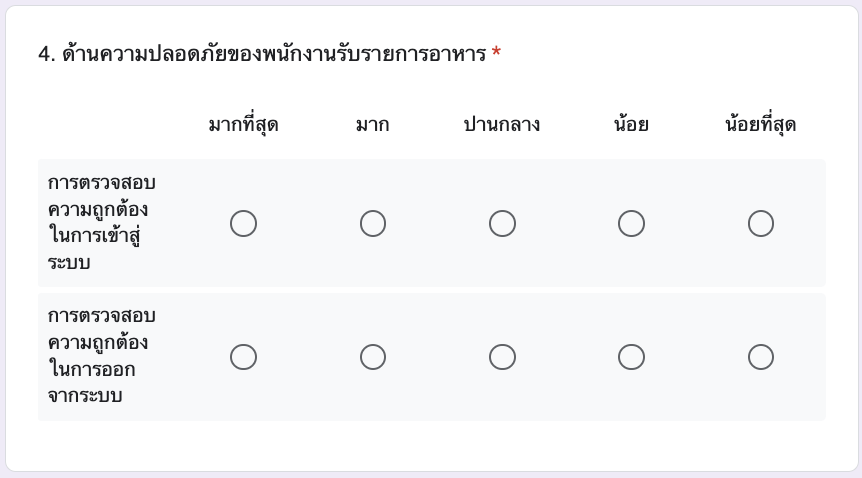 4. ด้านความปลอดภัยของพนักงานรับรายการอาหาร *
มากที่สุด มาก ปานกลาง น้อย น้อยที่สุด
การตรวจสอบ
ความถูกต้อง
ในการเข้าสู่
ระบบ
การตรวจสอบ
ความถูกต้อง
ในการออก
จากระบบ